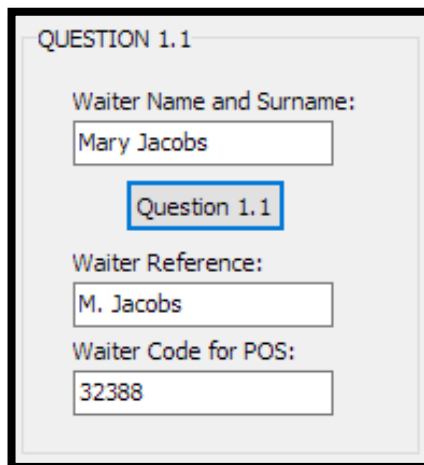 QUESTION 1.1
Waiter Name and Surname:
Mary Jacobs
Question 1.1
Waiter Reference:
M. Jacobs
Waiter Code for POS:
32388